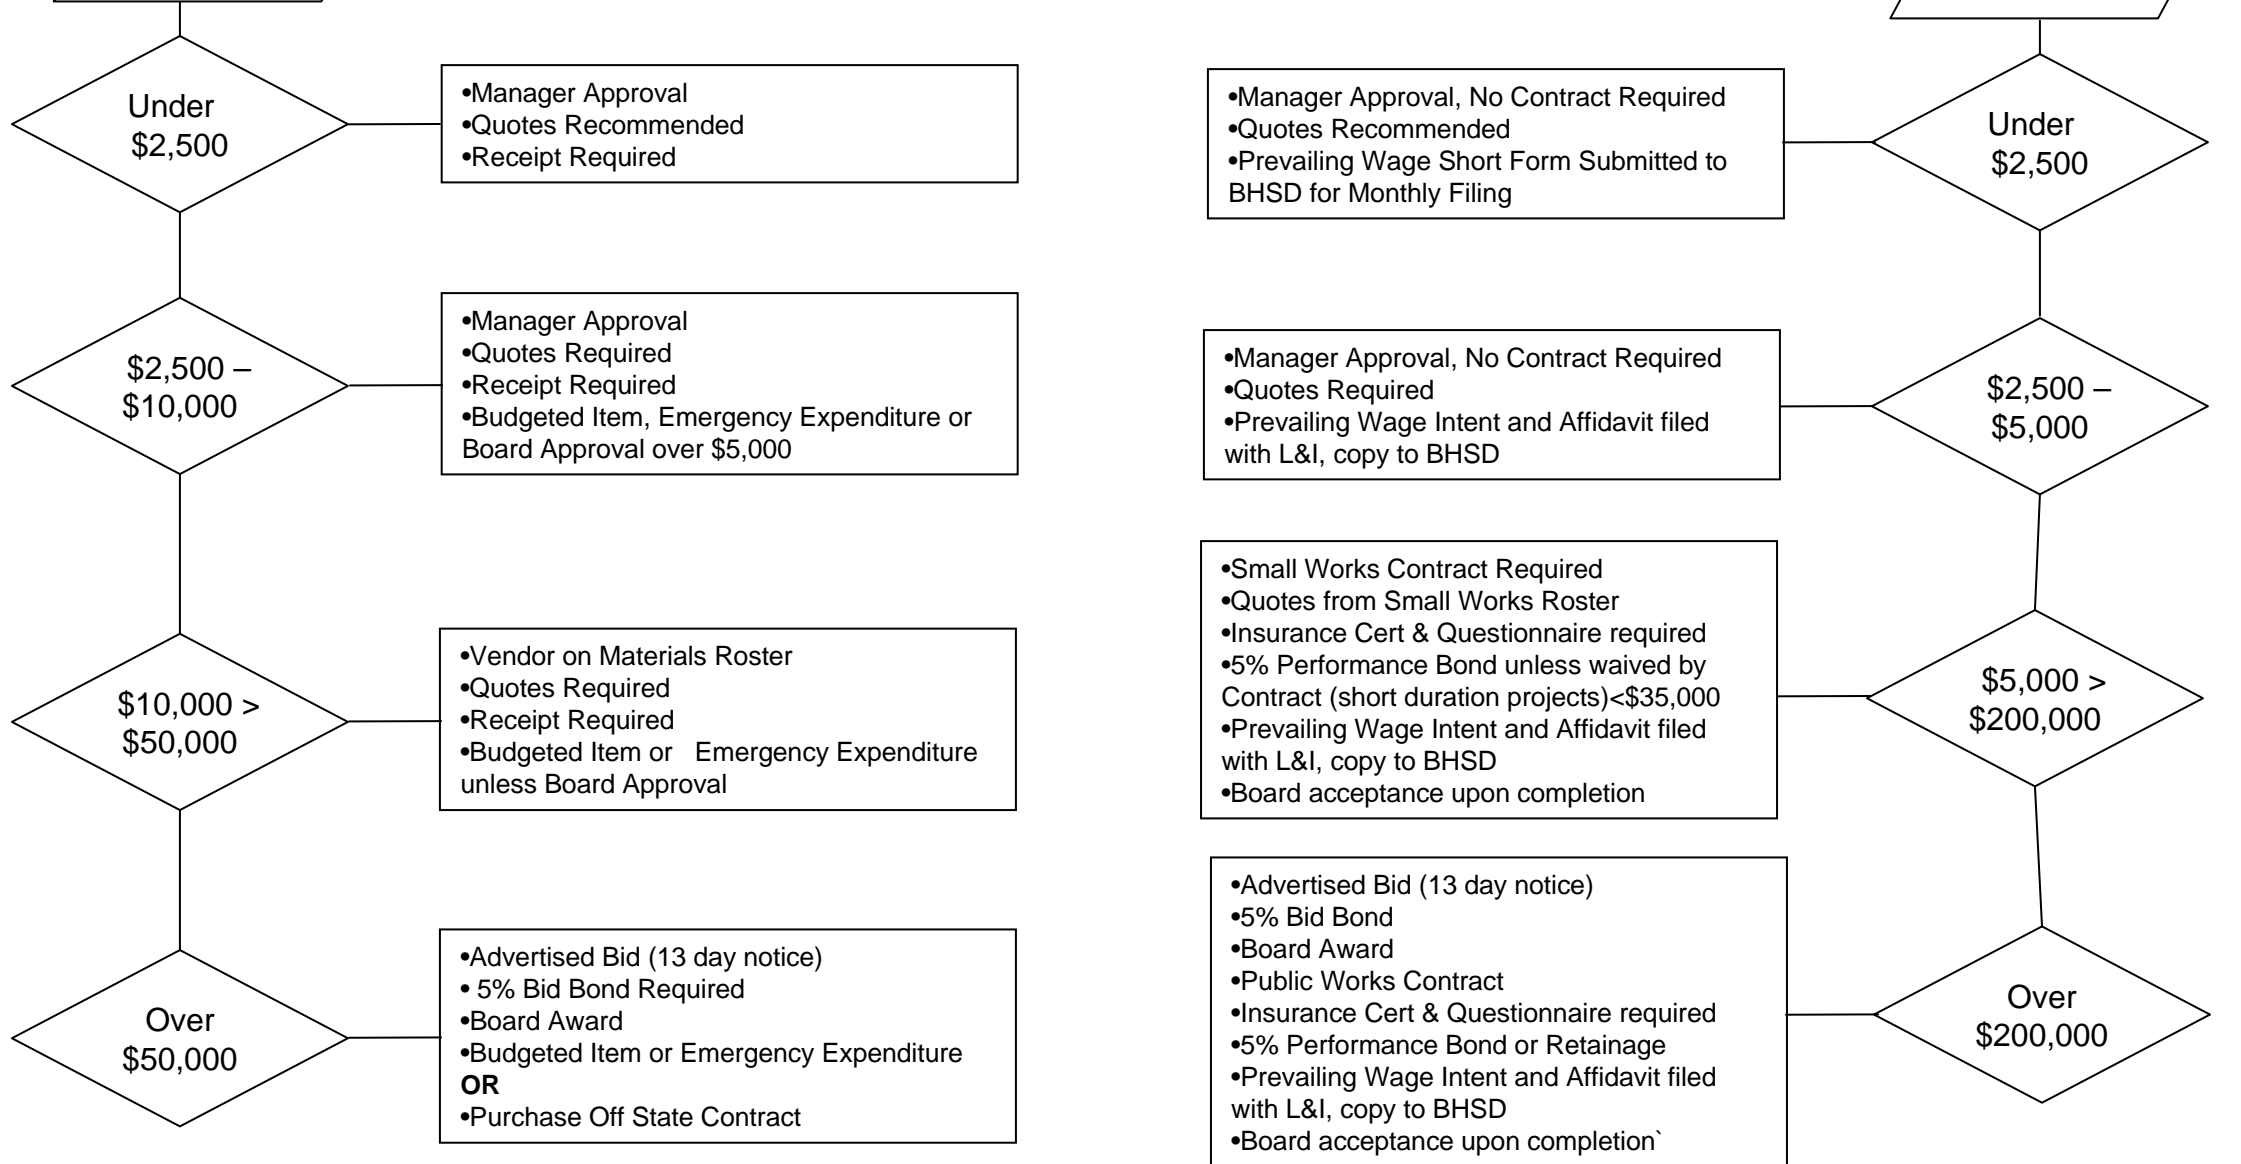 Under
$2,500
•Manager Approval
•Quotes Recommended
•Receipt Required
$2,500 –
$10,000
•Manager Approval
•Quotes Required
•Receipt Required
•Budgeted Item, Emergency Expenditure or
Board Approval over $5,000
$10,000 >
$50,000
•Vendor on Materials Roster
•Quotes Required
•Receipt Required
•Budgeted Item or   Emergency Expenditure
unless Board Approval
Over
$50,000
•Advertised Bid (13 day notice)
• 5% Bid Bond Required
•Board Award
•Budgeted Item or Emergency Expenditure
OR
•Purchase Off State Contract
•Manager Approval, No Contract Required
•Quotes Recommended
•Prevailing Wage Short Form Submitted to
BHSD for Monthly Filing
Under
$2,500
•Manager Approval, No Contract Required
•Quotes Required
•Prevailing Wage Intent and Affidavit filed
with L&I, copy to BHSD
$2,500 –
$5,000
•Small Works Contract Required
•Quotes from Small Works Roster
•Insurance Cert & Questionnaire required
•5% Performance Bond unless waived by
Contract (short duration projects)<$35,000
•Prevailing Wage Intent and Affidavit filed
with L&I, copy to BHSD
•Board acceptance upon completion
$5,000 >
$200,000
•Advertised Bid (13 day notice)
•5% Bid Bond
•Board Award
•Public Works Contract
•Insurance Cert & Questionnaire required
•5% Performance Bond or Retainage
•Prevailing Wage Intent and Affidavit filed
with L&I, copy to BHSD
•Board acceptance upon completion`
Over
$200,000